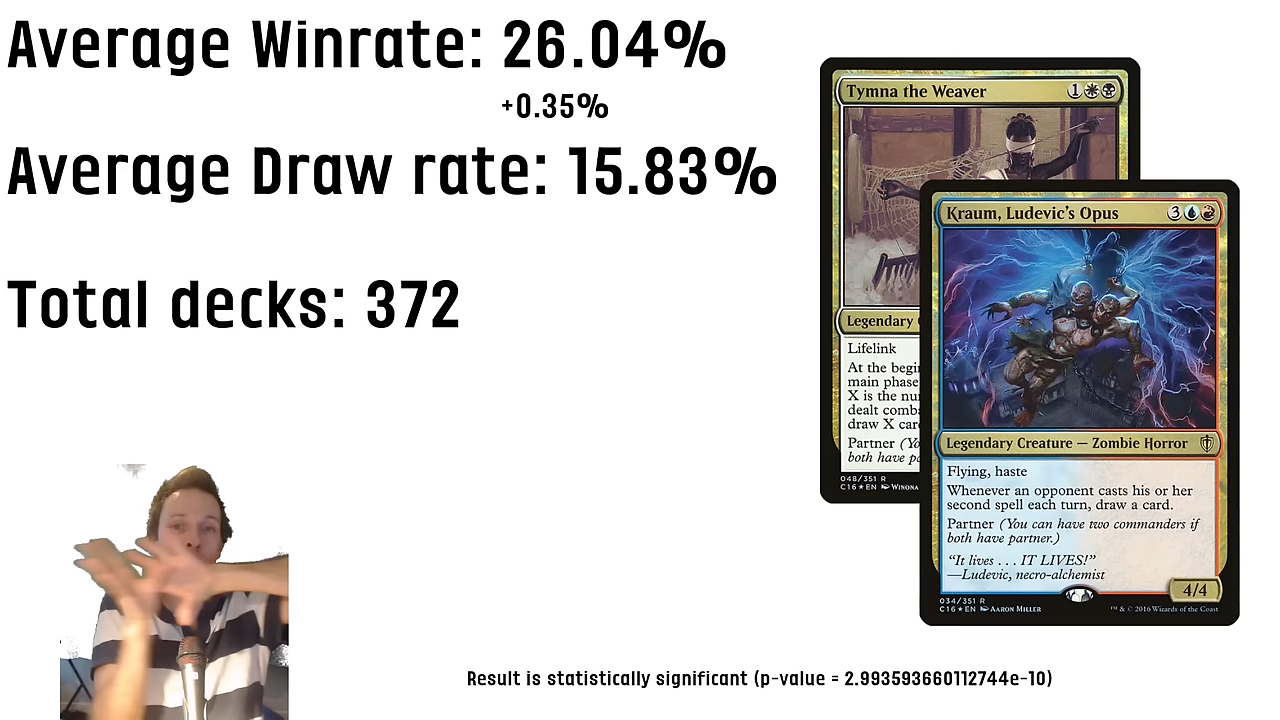 Average Winrate: 26.04%
+0.35%
Average Draw rate: 15.83%
Total decks: 372
Tymna the Weaver 1
Legendary
Lifelink
At the begin
main phase
X is the nu
dealt comb
draw X car
Partner (Yo
both have pa
048/351 R
C16★EN WINONA
Kraum, Ludevic's Opus 3
Legendary Creature — Zombie Horror
Flying, haste
Whenever an opponent casts his or her
second spell each turn, draw a card.
Partner (You can have two commanders if
both have partner.)
“It lives . . . IT LIVES!”
—Ludevic, necro-alchemist
4/4
034/351 R
C16★EN AARON MILLER
™ & © 2016 Wizards of the Coast
Result is statistically significant (p-value = 2.993593660112744e-10)